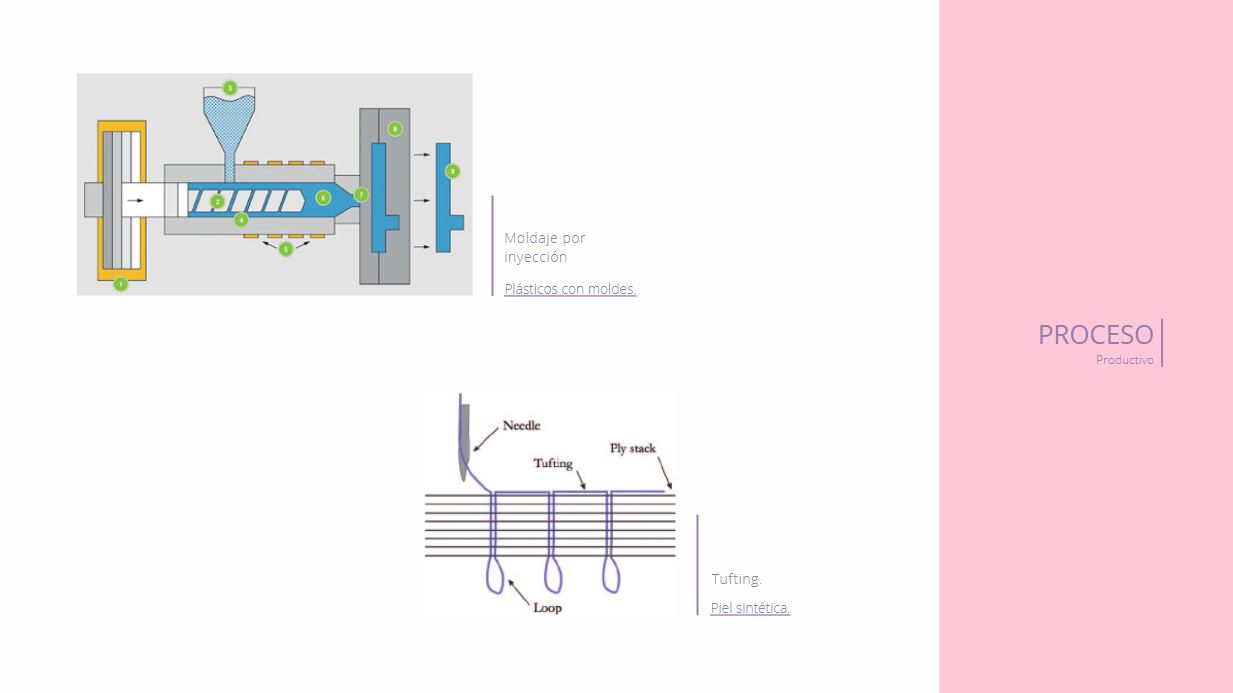 3
8
9
2
6
7
4
5
1
Moldaje por
inyección
Plásticos con moldes.
PROCESO
Productivo
Needle
Ply stack
Tufting
Loop
Tufting.
Piel sintética.